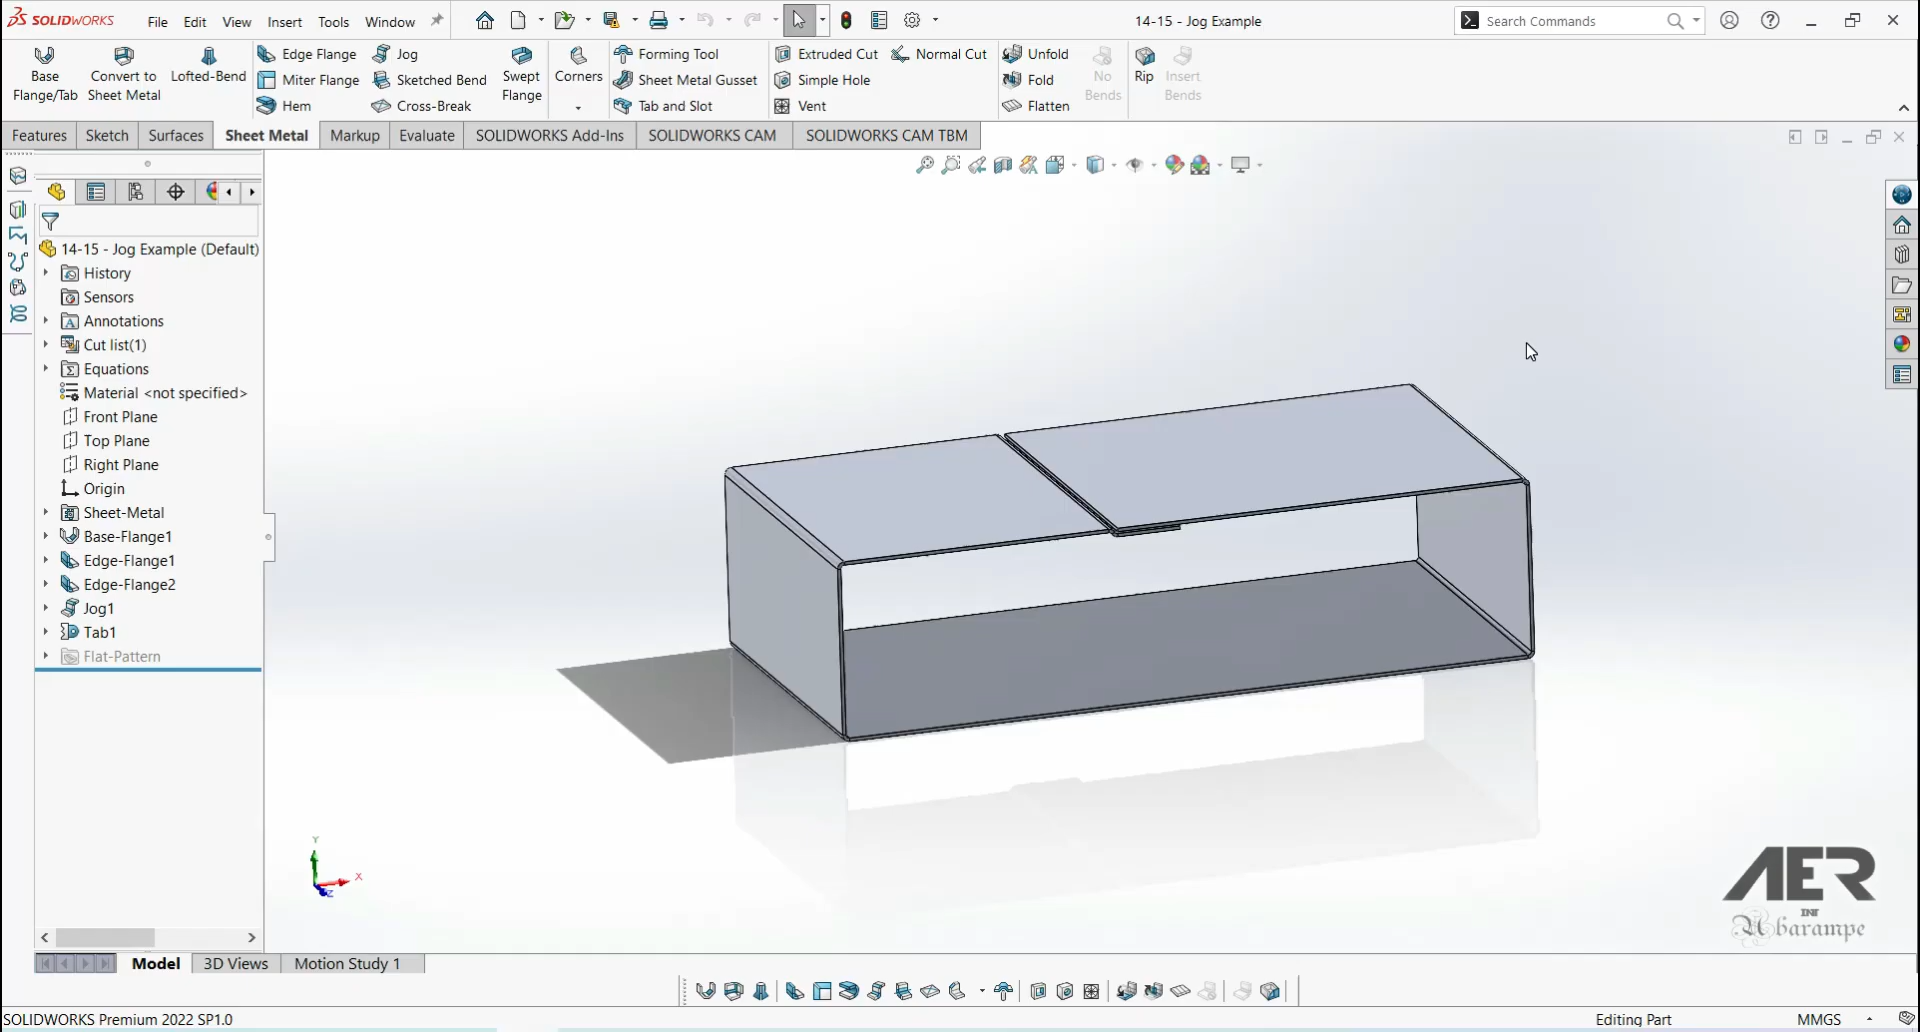 SOLIDWORKS
File Edit View Insert Tools Window
14-15 - Jog Example
Search Commands
Base Flange/Tab
Convert to Sheet Metal
Lofted-Bend
Edge Flange
Miter Flange
Hem
Jog
Sketched Bend
Cross-Break
Swept Flange
Corners
Forming Tool
Sheet Metal Gusset
Tab and Slot
Extruded Cut
Simple Hole
Vent
Normal Cut
Unfold
Fold
Flatten
No Bends
Rip
Insert Bends
Features Sketch Surfaces Sheet Metal Markup Evaluate SOLIDWORKS Add-Ins SOLIDWORKS CAM SOLIDWORKS CAM TBM
14-15 - Jog Example (Default)
History
Sensors
Annotations
Cut list(1)
Equations
Material <not specified>
Front Plane
Top Plane
Right Plane
Origin
Sheet-Metal
Base-Flange1
Edge-Flange1
Edge-Flange2
Jog1
Tab1
Flat-Pattern
Y
X
Z
AER
INT
Abarampe
Model 3D Views Motion Study 1
SOLIDWORKS Premium 2022 SP1.0
Editing Part
MMGS